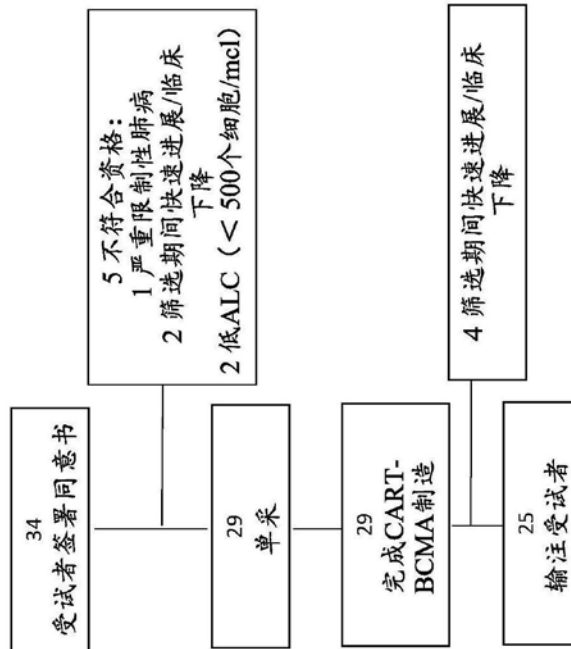 34
受试者签署同意书
5 不符合资格：
1 严重限制性肺病
2 筛选期间快速进展/临床
下降
2 低ALC（＜500个细胞/mcl）
29
单采
29
完成CART-
BCMA制造
4 筛选期间快速进展/临床
下降
25
输注受试者